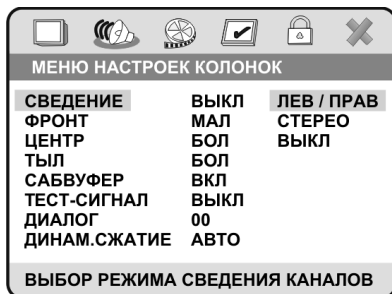 МЕНЮ НАСТРОЕК КОЛОНОК
СВЕДЕНИЕ ВЫКЛ ЛЕВ / ПРАВ
ФРОНТ МАЛ СТЕРЕО
ЦЕНТР БОЛ ВЫКЛ
ТЫЛ БОЛ
САБВУФЕР ВКЛ
ТЕСТ-СИГНАЛ ВЫКЛ
ДИАЛОГ 00
ДИНАМ.СЖАТИЕ АВТО
ВЫБОР РЕЖИМА СВЕДЕНИЯ КАНАЛОВ